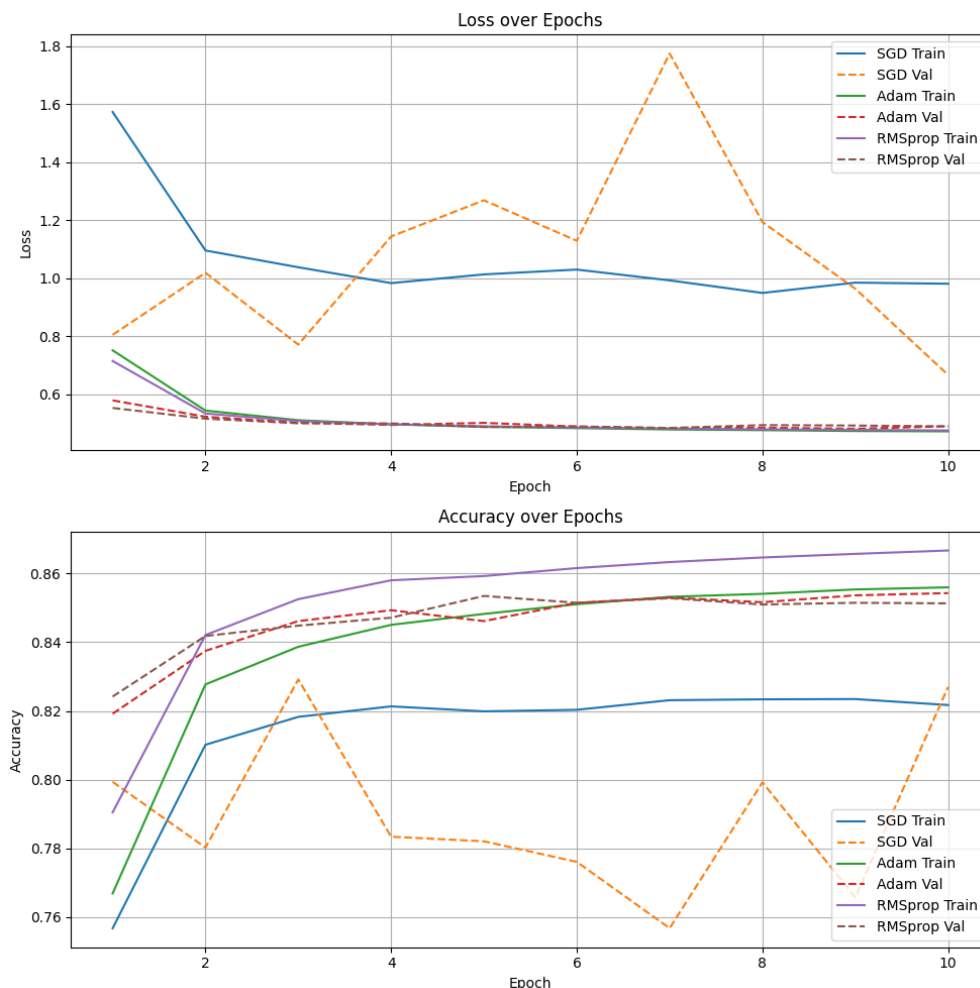 Loss over Epochs
1.8
1.6
1.4
1.2
1.0
0.8
0.6
Loss
SGD Train
SGD Val
Adam Train
Adam Val
RMSprop Train
RMSprop Val
2 4 6 8 10
Epoch
Accuracy over Epochs
0.86
0.84
0.82
0.80
0.78
0.76
Accuracy
SGD Train
SGD Val
Adam Train
Adam Val
RMSprop Train
RMSprop Val
2 4 6 8 10
Epoch